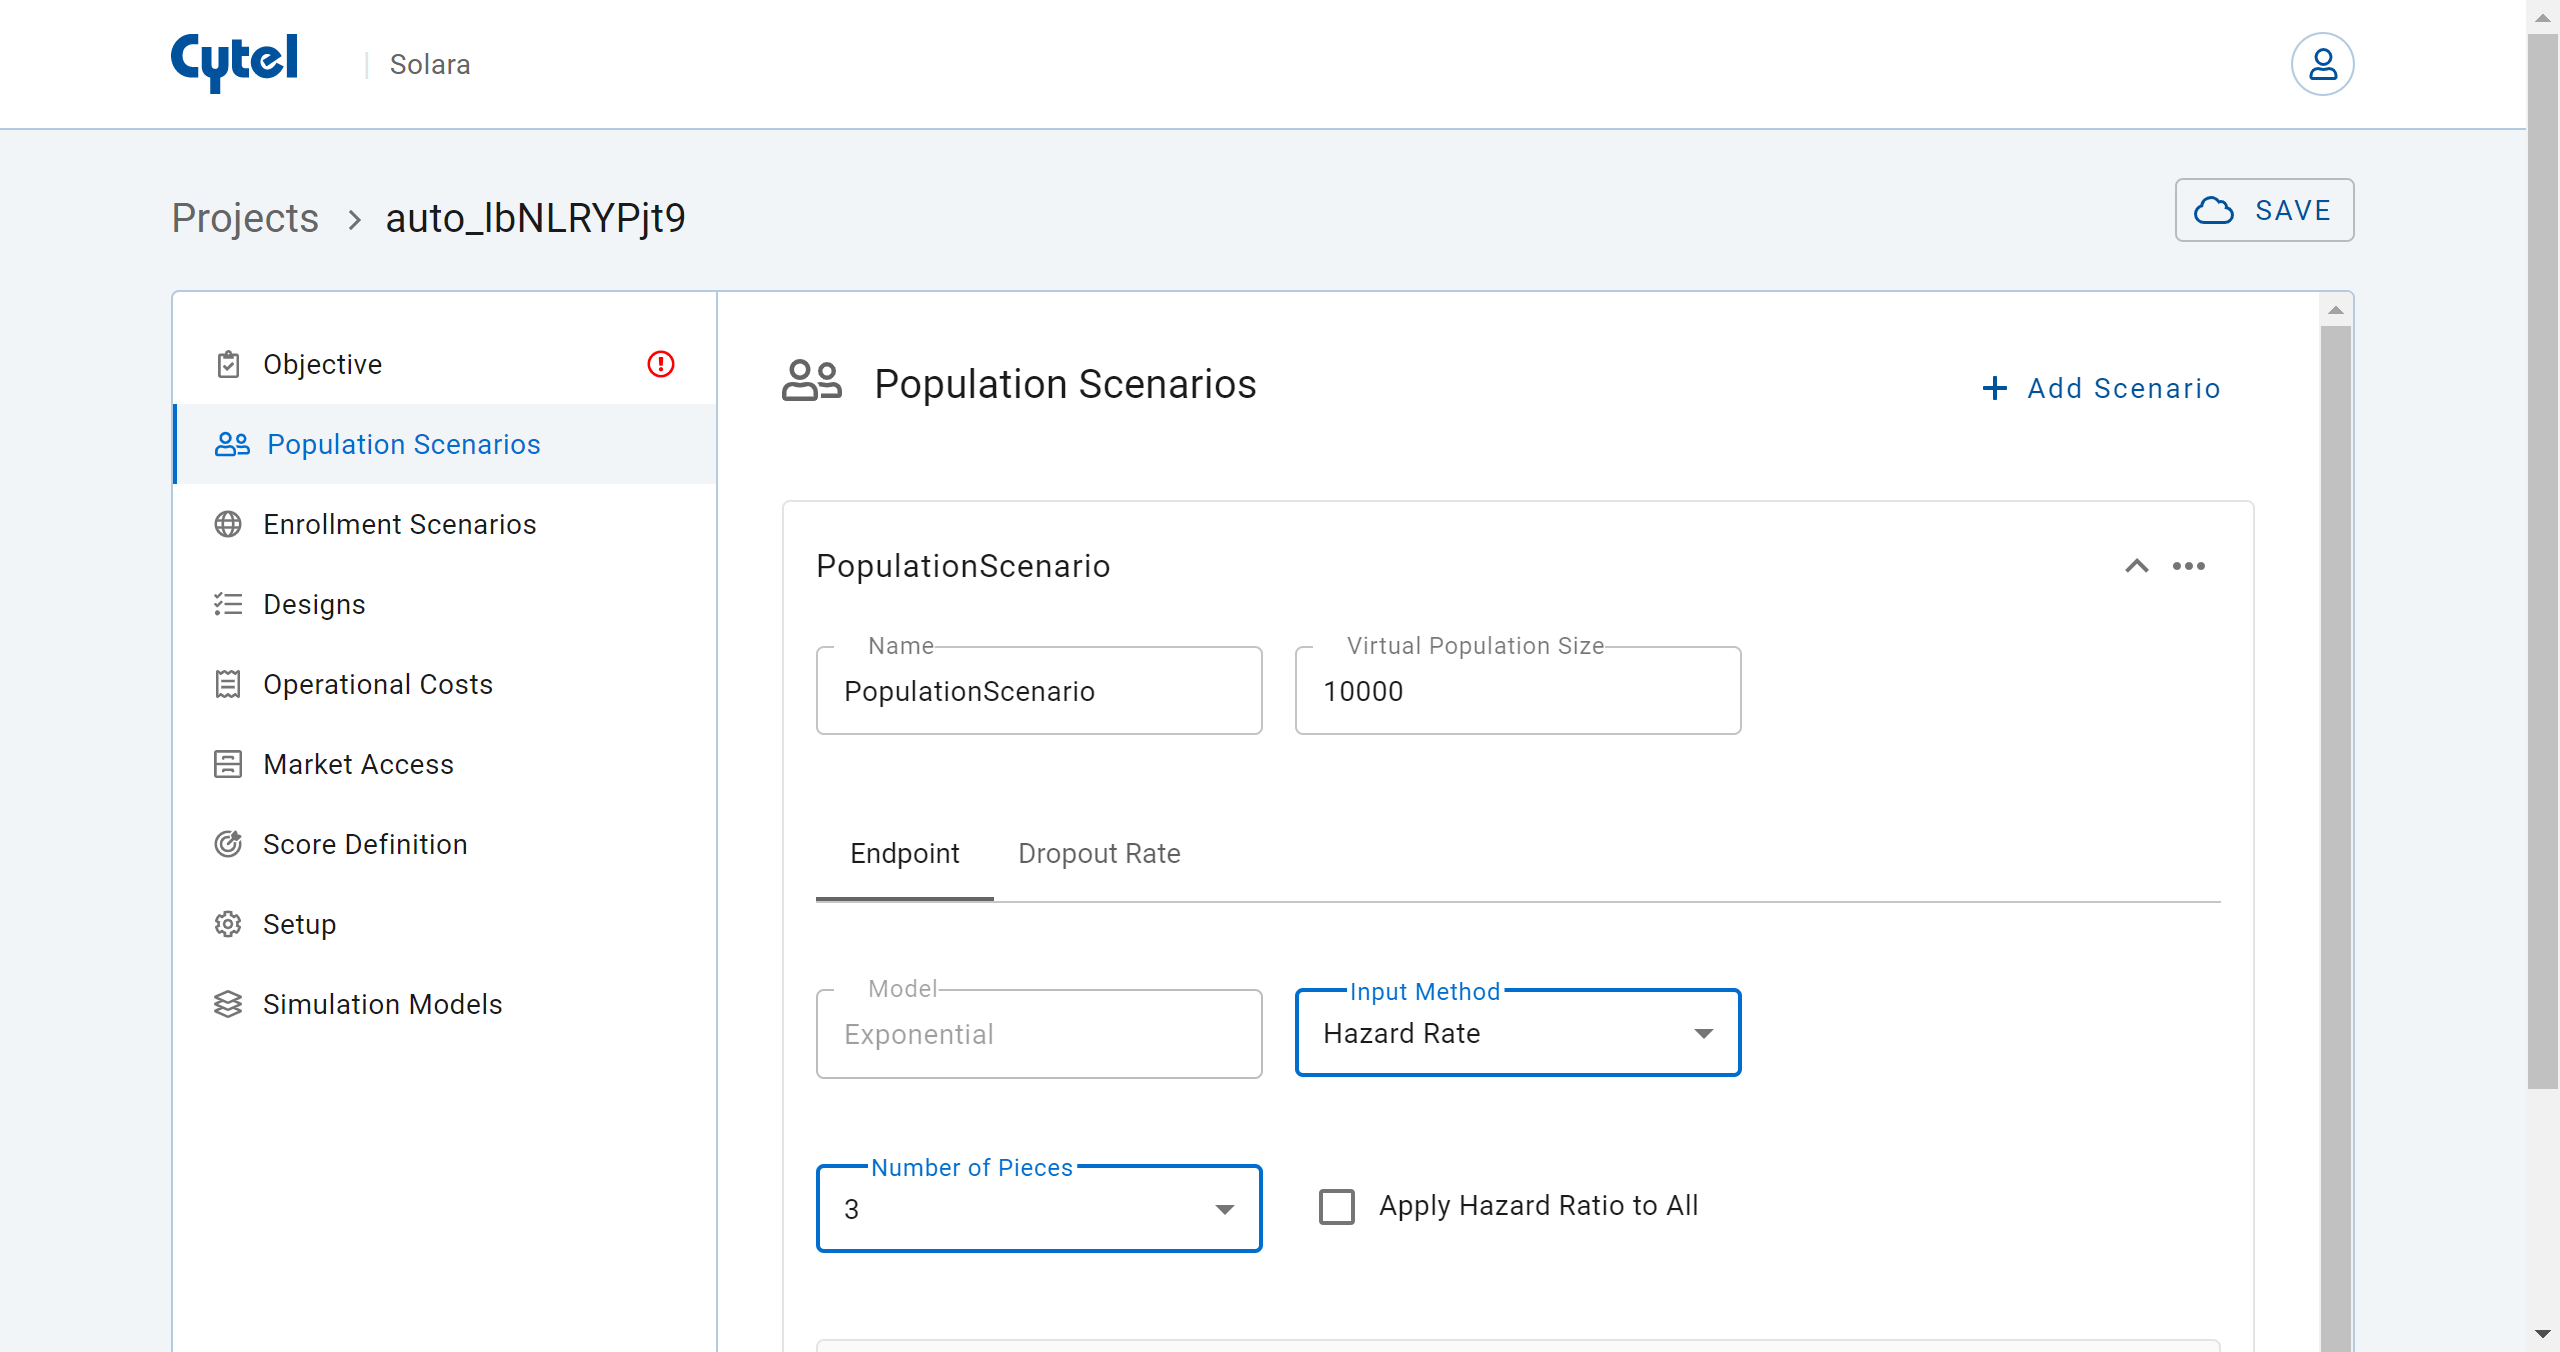 Cytel
Solara
Projects > auto_lbNLRYPjt9
SAVE
Objective
Population Scenarios
Enrollment Scenarios
Designs
Operational Costs
Market Access
Score Definition
Setup
Simulation Models
Population Scenarios
+ Add Scenario
PopulationScenario
Name
PopulationScenario
Virtual Population Size
10000
Endpoint
Dropout Rate
Model
Exponential
Input Method
Hazard Rate
Number of Pieces
3
Apply Hazard Ratio to All